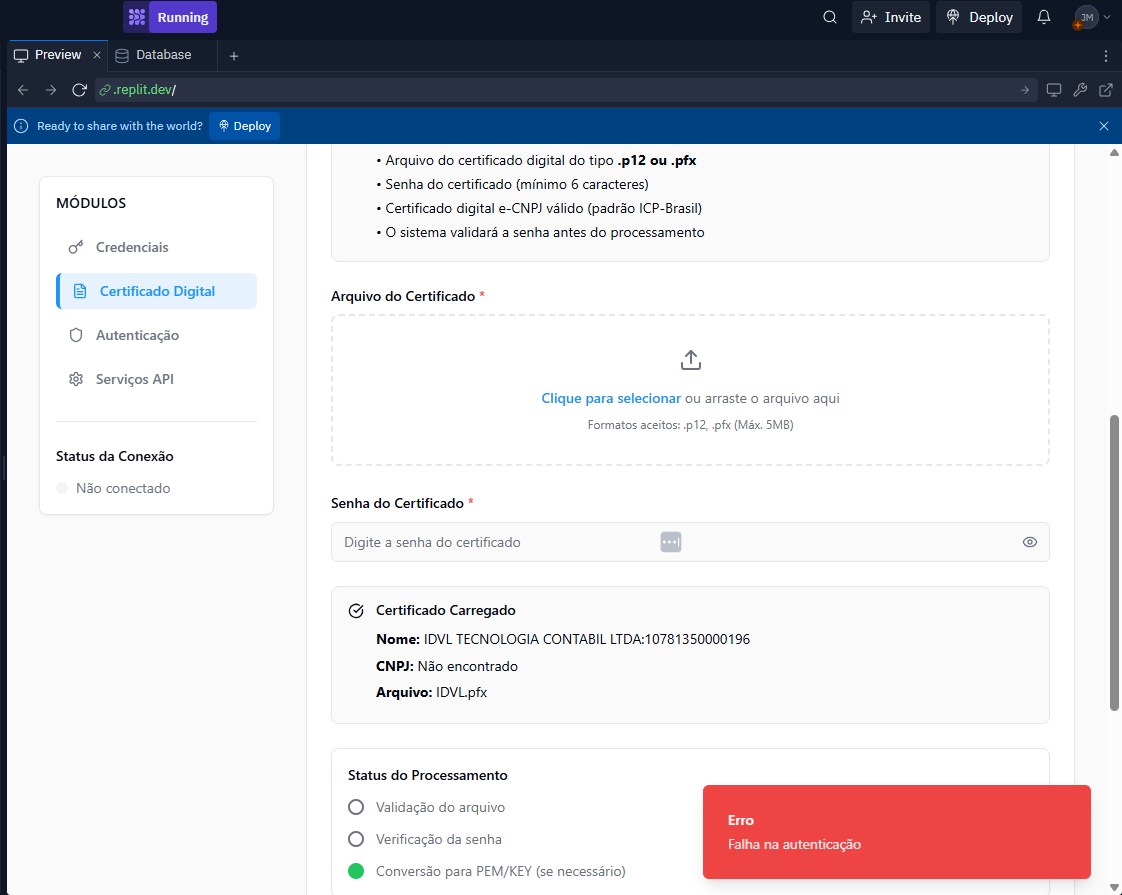 Running
Invite
Deploy
JM
Preview
Database
.replit.dev/
Ready to share with the world?
Deploy
• Arquivo do certificado digital do tipo .p12 ou .pfx
MÓDULOS
• Senha do certificado (mínimo 6 caracteres)
• Certificado digital e-CNPJ válido (padrão ICP-Brasil)
• O sistema validará a senha antes do processamento
Credenciais
Certificado Digital
Autenticação
Serviços API
Status da Conexão
Não conectado
Arquivo do Certificado *
Clique para selecionar ou arraste o arquivo aqui
Formatos aceitos: .p12, .pfx (Máx. 5MB)
Senha do Certificado *
Digite a senha do certificado
Certificado Carregado
Nome: IDVL TECNOLOGIA CONTABIL LTDA:10781350000196
CNPJ: Não encontrado
Arquivo: IDVL.pfx
Status do Processamento
Validação do arquivo
Verificação da senha
Conversão para PEM/KEY (se necessário)
Erro
Falha na autenticação